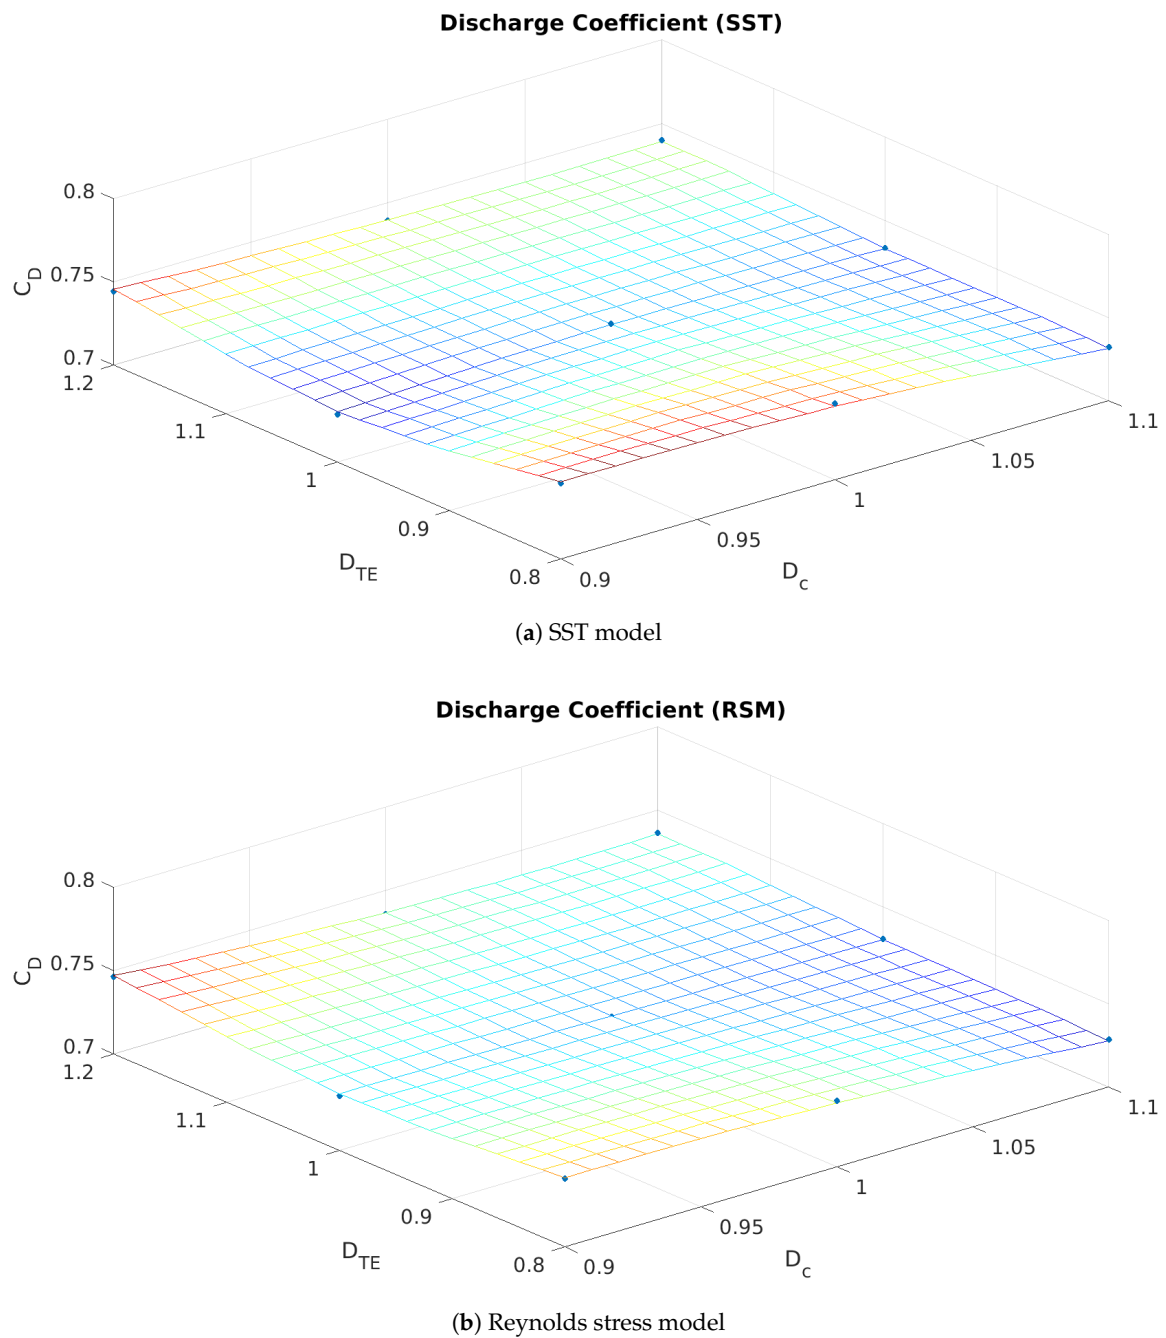 Discharge Coefficient (SST)
0.8
0.75
0.7
C_D
1.2
1.1
1
0.9
0.8
D_TE
0.9
0.95
1
1.05
1.1
D_c
(a) SST model
Discharge Coefficient (RSM)
0.8
0.75
0.7
C_D
1.2
1.1
1
0.9
0.8
D_TE
0.9
0.95
1
1.05
1.1
D_c
(b) Reynolds stress model